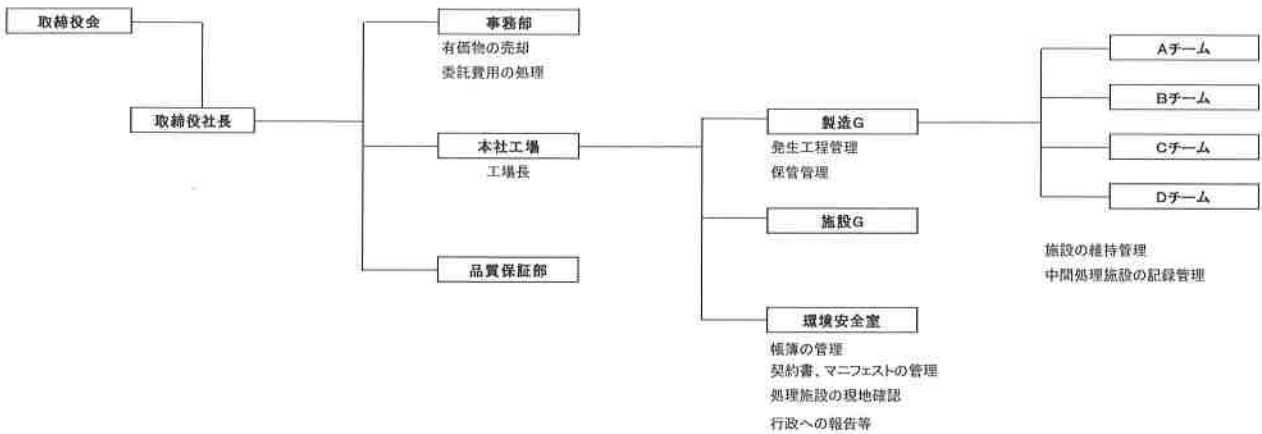 取締役会
取締役社長
事務部
有価物の売却
委託費用の処理
本社工場
工場長
品質保証部
製造G
発生工程管理
保管管理
施設G
環境安全室
帳簿の管理
契約書、マニフェストの管理
処理施設の現地確認
行政への報告等
Aチーム
Bチーム
Cチーム
Dチーム
施設の維持管理
中間処理施設の記録管理